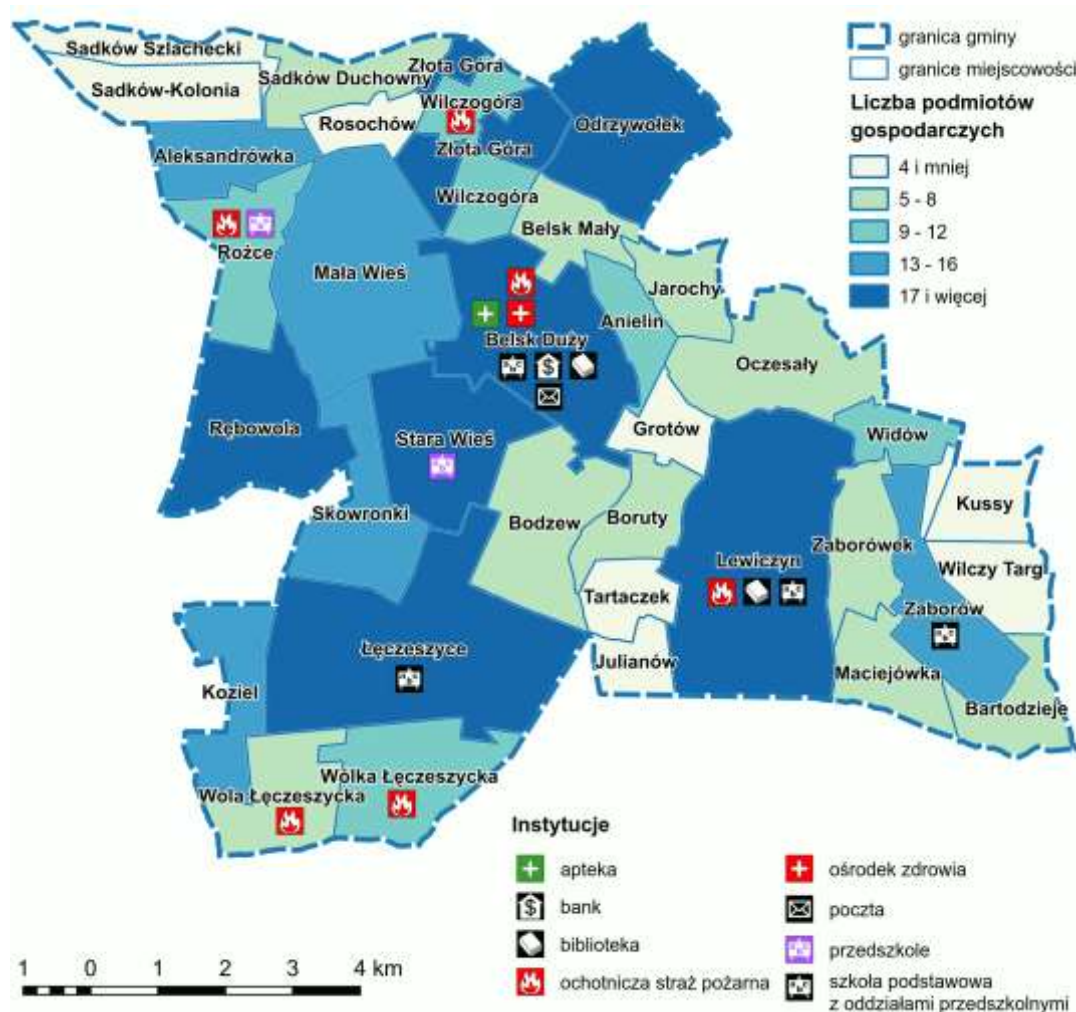 Sadków Szlachecki
Sadków-Kolonia
Sadków Duchowny
Złota Góra
Wilczogóra
Rosochów
Odrzywołek
Złota Góra
Aleksandrówka
Wilczogóra
Belsk Mały
Rożce
Mała Wieś
Jarochy
Anielin
Belsk Duży
Oczesały
Rębowola
Stara Wieś
Grotów
Widów
Kussy
Skowronki
Bodzew
Boruty
Zaborówek
Lewiczyn
Wilczy Targ
Tartaczek
Zaborów
Łęczeszyce
Julianów
Maciejówka
Koziel
Bartodzieje
Wólka Łęczeszycka
Wola Łęczeszycka
granica gminy
granice miejscowości
Liczba podmiotów
gospodarczych
4 i mniej
5 - 8
9 - 12
13 - 16
17 i więcej
Instytucje
apteka
bank
biblioteka
ochotnicza straż pożarna
ośrodek zdrowia
poczta
przedszkole
szkoła podstawowa
z oddziałami przedszkolnymi
1 0 1 2 3 4 km